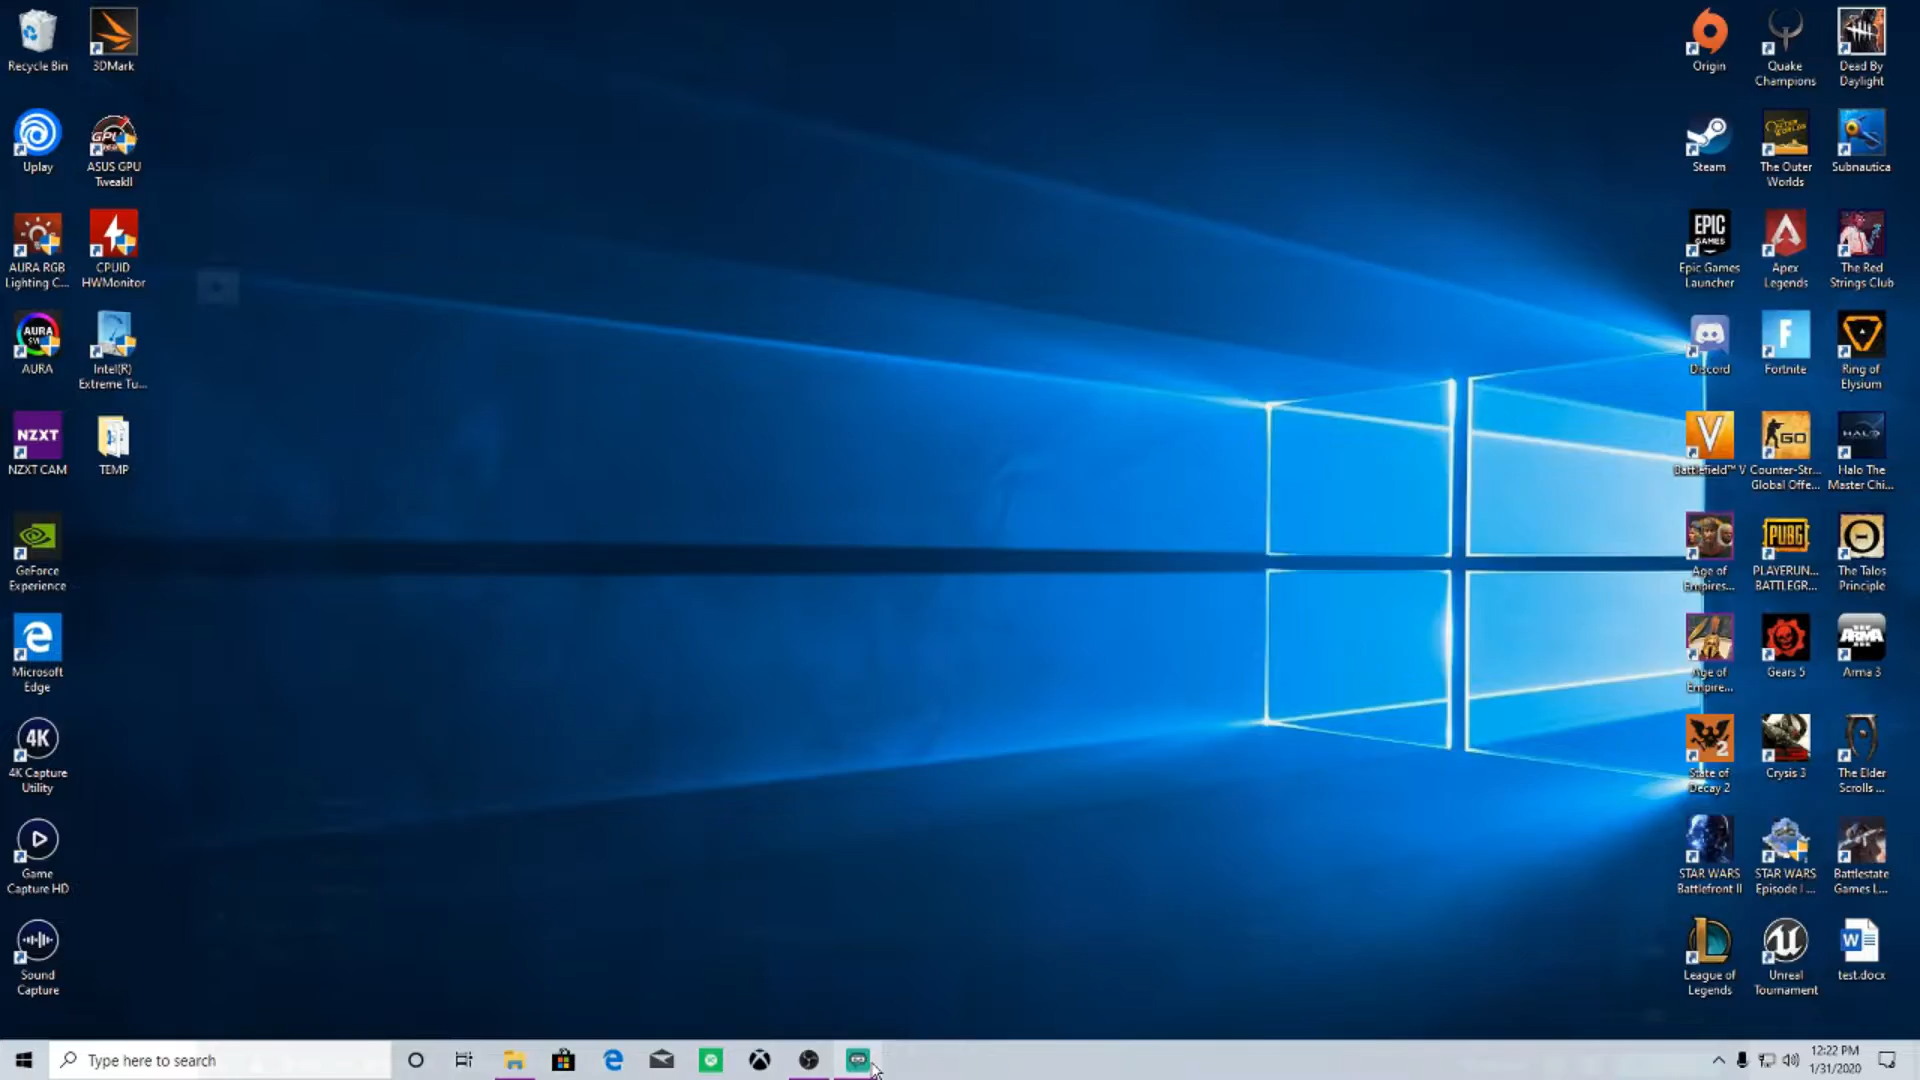 Recycle Bin
3DMark
Uplay
ASUS GPU
TweakII
AURA RGB
Lighting C...
CPUID
HWMonitor
AURA
Intel(R)
Extreme Tu...
NZXT
NZXT CAM
TEMP
GeForce
Experience
Microsoft
Edge
4K
4K Capture
Utility
Game
Capture HD
Sound
Capture
Origin
Quake
Champions
Dead By
Daylight
Steam
The Outer
Worlds
Subnautica
EPIC
GAMES
Epic Games
Launcher
Apex
Legends
The Red
Strings Club
Discord
Fortnite
Ring of
Elysium
Battlefield™ V
Counter-Str...
Global Offe...
Halo The
Master Chi...
Age of
Empires...
PUBG
PLAYERUN...
BATTLEGR...
The Talos
Principle
Age of
Empire...
Gears 5
Arma 3
State of
Decay 2
Crysis 3
The Elder
Scrolls ...
STAR WARS
Battlefront II
STAR WARS
Episode I ...
Battlestate
Games L...
League of
Legends
Unreal
Tournament
test.docx
Type here to search
12:22 PM
1/31/2020